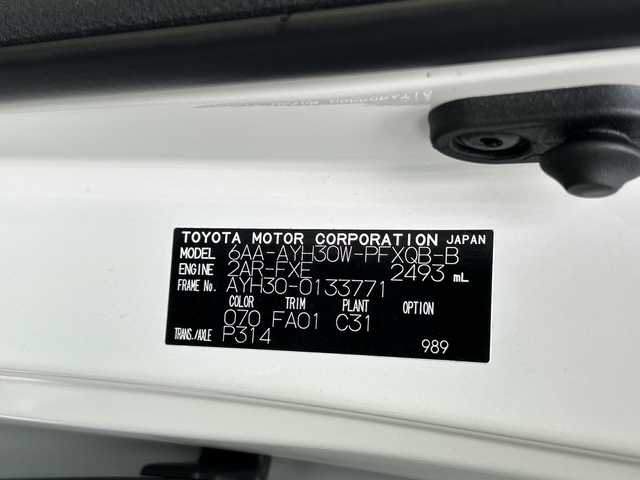 TOYOTA MOTOR CORPORATION JAPAN
MODEL 6AA-AYH30W-PFXQB-B
ENGINE 2AR-FXE 2493 mL
FRAME No. AYH30-0133771
COLOR TRIM PLANT OPTION
070 FA01 C31
TRANS./AXLE P314
989